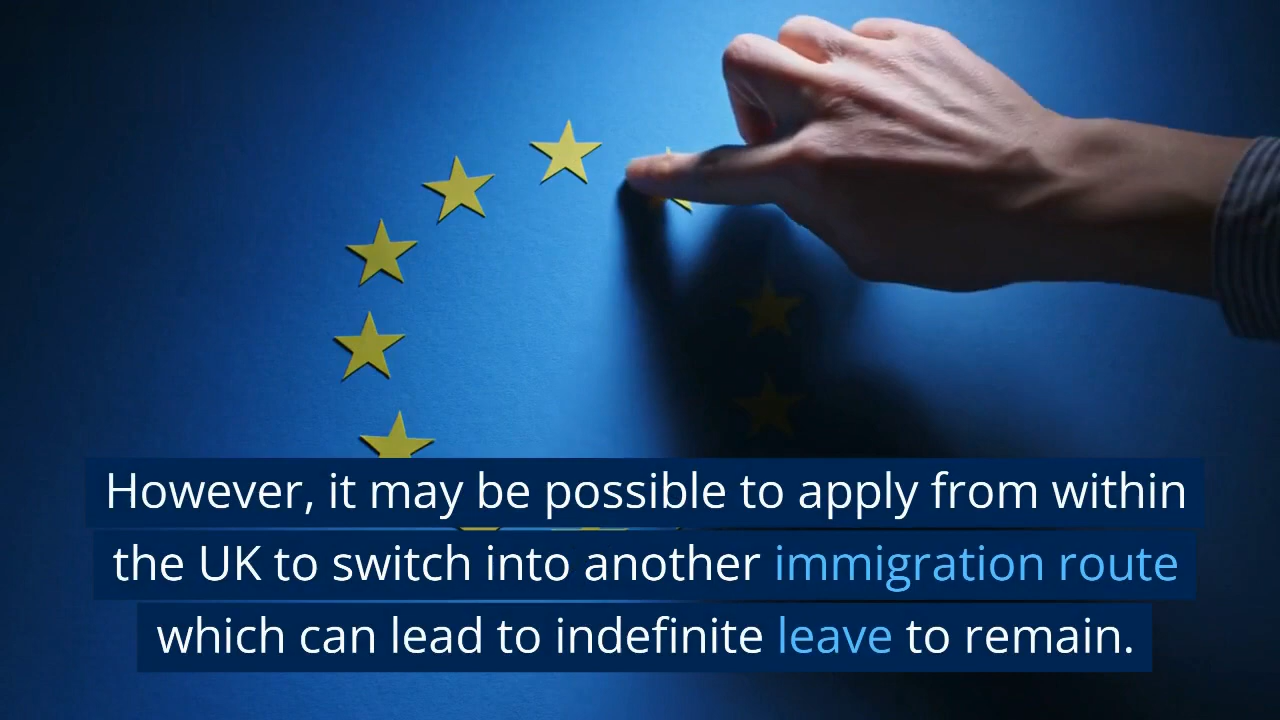 However, it may be possible to apply from within
the UK to switch into another immigration route
which can lead to indefinite leave to remain.